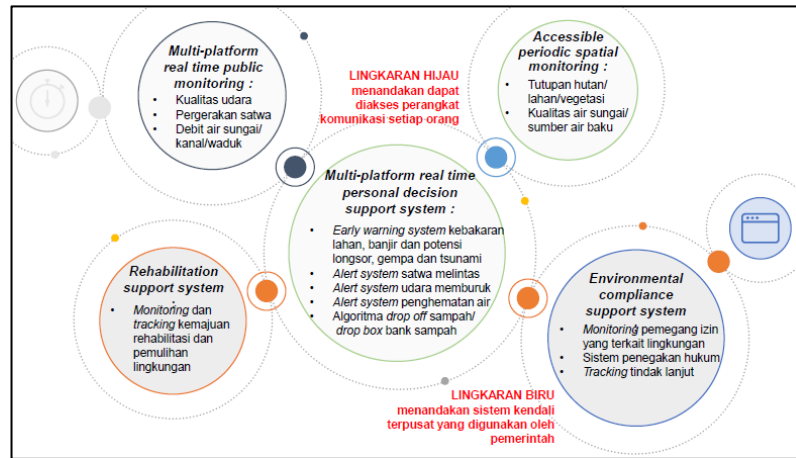 Multi-platform
real time public
monitoring :
• Kualitas udara
• Pergerakan satwa
• Debit air sungai/
kanal/waduk
LINGKARAN HIJAU
menandakan dapat
diakses perangkat
komunikasi setiap orang
Accessible
periodic spatial
monitoring :
• Tutupan hutan/
lahan/vegetasi
• Kualitas air sungai/
sumber air baku
Multi-platform real time
personal decision
support system :
• Early warning system kebakaran
lahan, banjir dan potensi
longsor, gempa dan tsunami
• Alert system satwa melintas
• Alert system udara memburuk
• Alert system penghematan air
• Algoritma drop off sampah/
drop box bank sampah
Rehabilitation
support system
:
• Monitoring dan
tracking kemajuan
rehabilitasi dan
pemulihan
lingkungan
Environmental
compliance
support system
:
• Monitoring pemegang izin
yang terkait lingkungan
• Sistem penegakan hukum
• Tracking tindak lanjut
LINGKARAN BIRU
menandakan sistem kendali
terpusat yang digunakan oleh
pemerintah